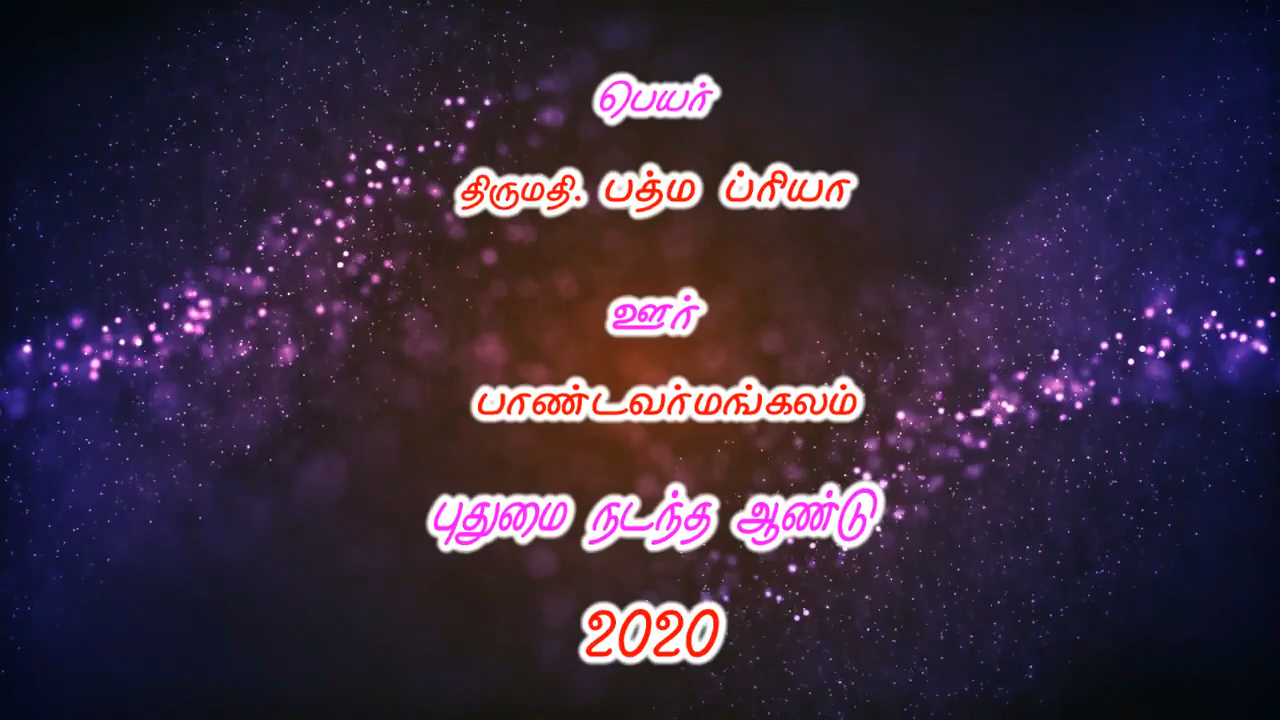 பெயர்
திருமதி. பத்ம ப்ரியா
ஊர்
பாண்டவர்மங்கலம்
புதுமை நடந்த ஆண்டு
2020